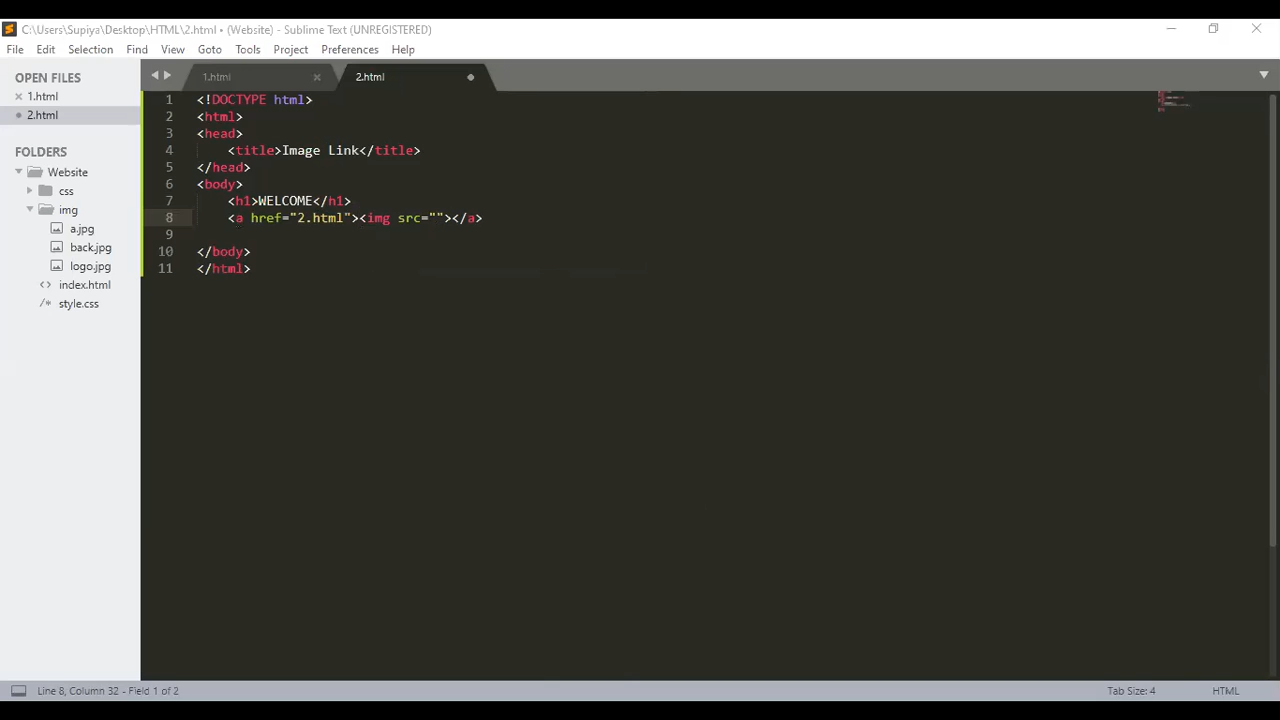 C:\Users\Supiya\Desktop\HTML\2.html • (Website) - Sublime Text (UNREGISTERED)
File Edit Selection Find View Goto Tools Project Preferences Help
OPEN FILES
1.html
2.html
FOLDERS
Website
css
img
a.jpg
back.jpg
logo.jpg
index.html
/* style.css
1.html
2.html
1 <!DOCTYPE html>
2 <html>
3 <head>
4 <title>Image Link</title>
5 </head>
6 <body>
7 <h1>WELCOME</h1>
8 <a href="2.html"><img src=""></a>
9
10 </body>
11 </html>
Line 8, Column 32 - Field 1 of 2
Tab Size: 4
HTML